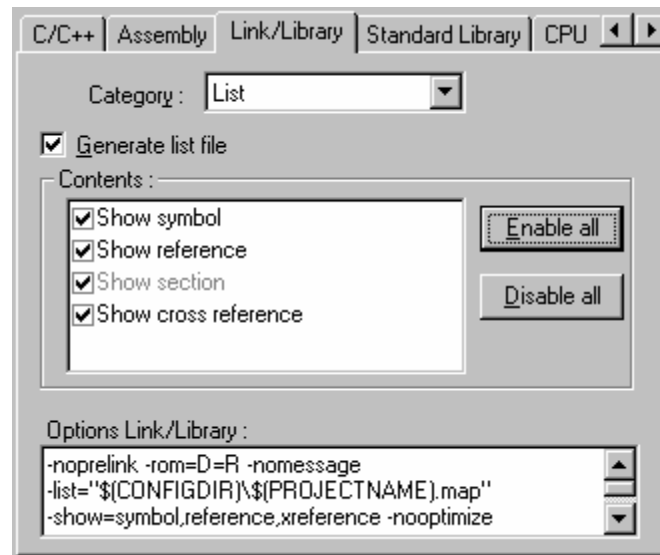 C/C++ Assembly Link/Library Standard Library CPU
Category : List
Generate list file
Contents :
Show symbol
Show reference
Show section
Show cross reference
Enable all
Disable all
Options Link/Library :
-noprelink -rom=D=R -nomessage
-list="$(CONFIGDIR)\$(PROJECTNAME).map"
-show=symbol,reference,xreference -nooptimize